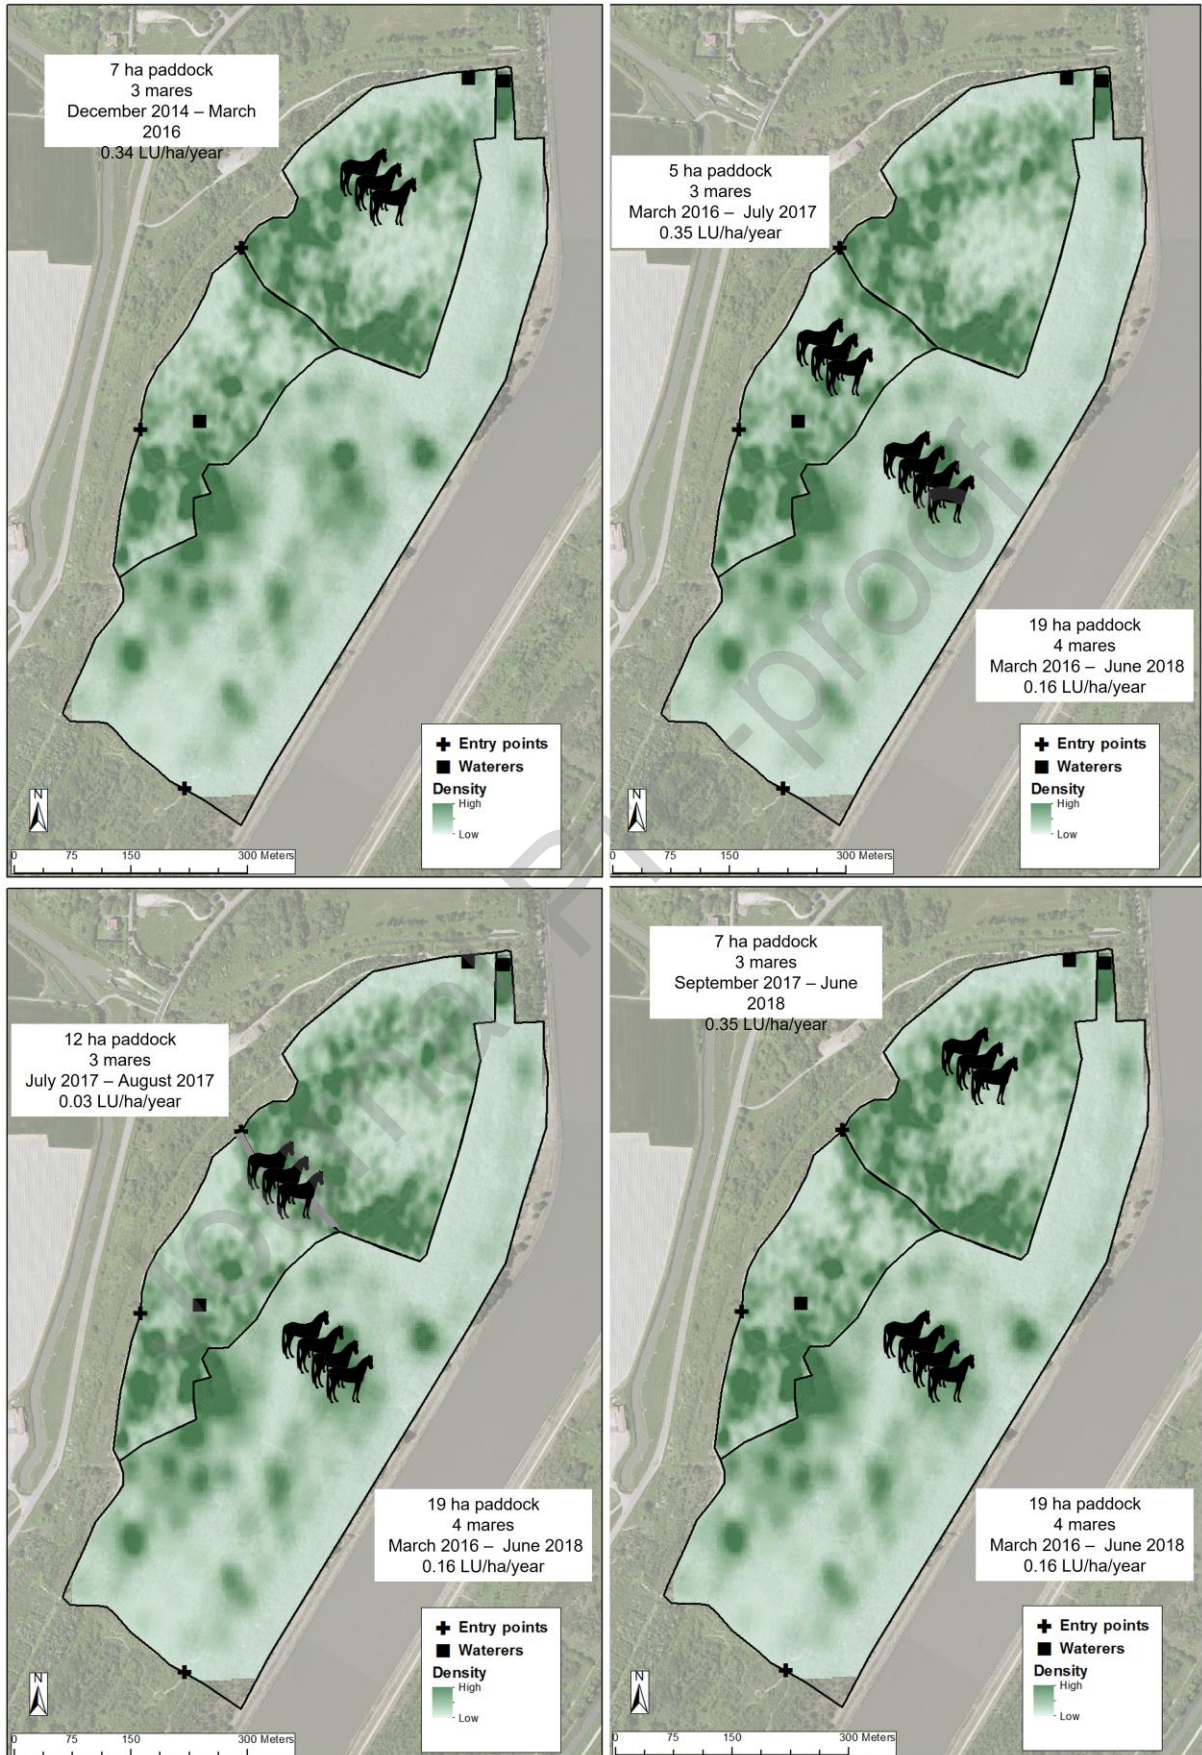 7 ha paddock
3 mares
December 2014 – March
2016
0.34 LU/ha/year
Entry points
Waterers
Density
High
Low
N
0 75 150 300 Meters
5 ha paddock
3 mares
March 2016 – July 2017
0.35 LU/ha/year
19 ha paddock
4 mares
March 2016 – June 2018
0.16 LU/ha/year
Entry points
Waterers
Density
High
Low
N
0 75 150 300 Meters
12 ha paddock
3 mares
July 2017 – August 2017
0.03 LU/ha/year
19 ha paddock
4 mares
March 2016 – June 2018
0.16 LU/ha/year
Entry points
Waterers
Density
High
Low
N
0 75 150 300 Meters
7 ha paddock
3 mares
September 2017 – June
2018
0.35 LU/ha/year
19 ha paddock
4 mares
March 2016 – June 2018
0.16 LU/ha/year
Entry points
Waterers
Density
High
Low
N
0 75 150 300 Meters
Journal Pre-proof